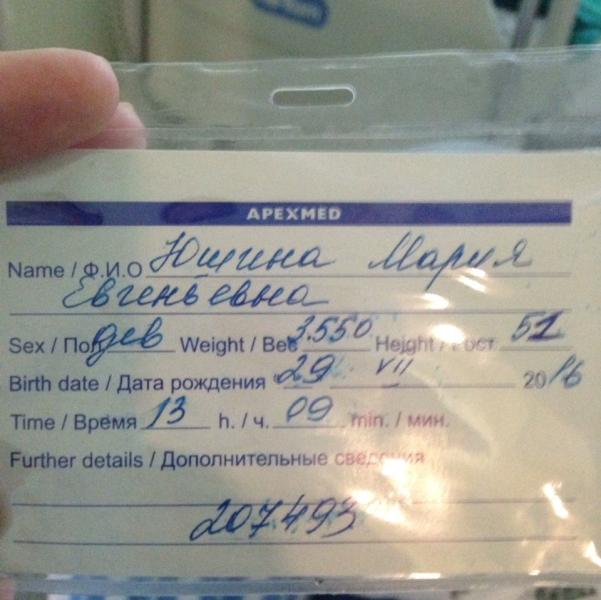 APEXMED
Name / Ф.И.О Юшина Мария
Евгеньевна
Sex / Пол дев Weight / Вес 3.550 Height / Рост 51
Birth date / Дата рождения 29 VII 2016
Time / Время 13 h. / ч. 09 min. / мин.
Further details / Дополнительные сведения
207493